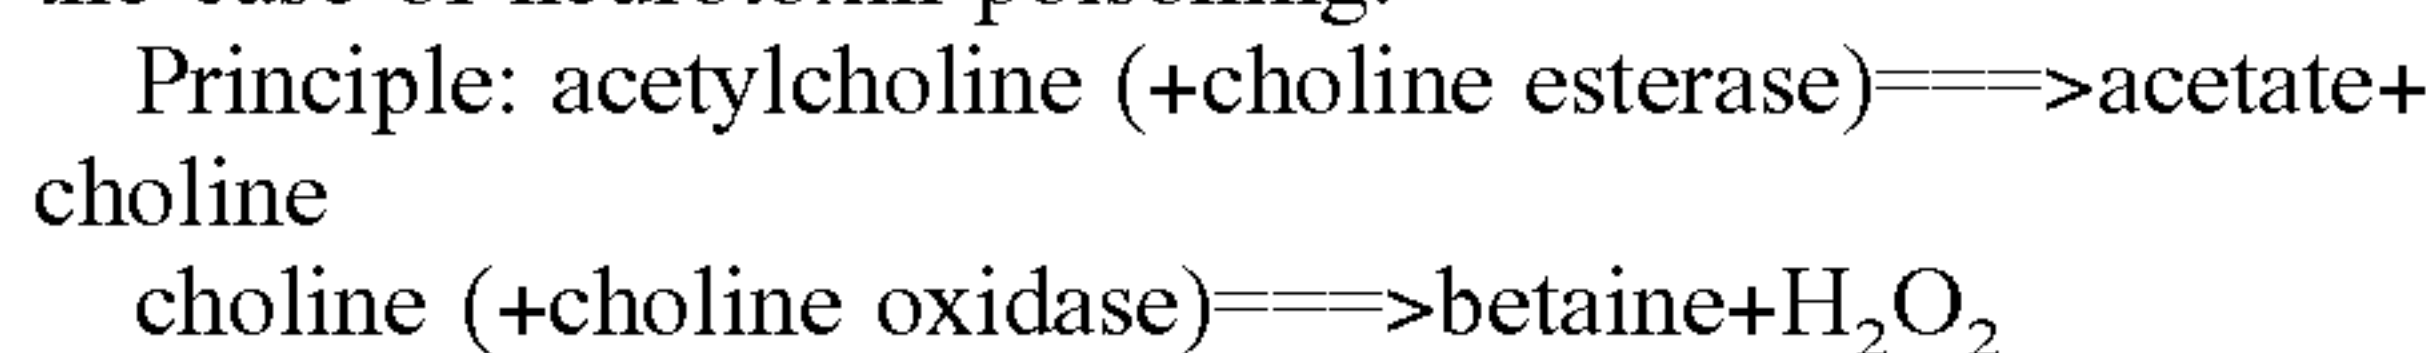 Principle: acetylcholine (+choline esterase)===>acetate+
choline
choline (+choline oxidase)===>betaine+H₂O₂